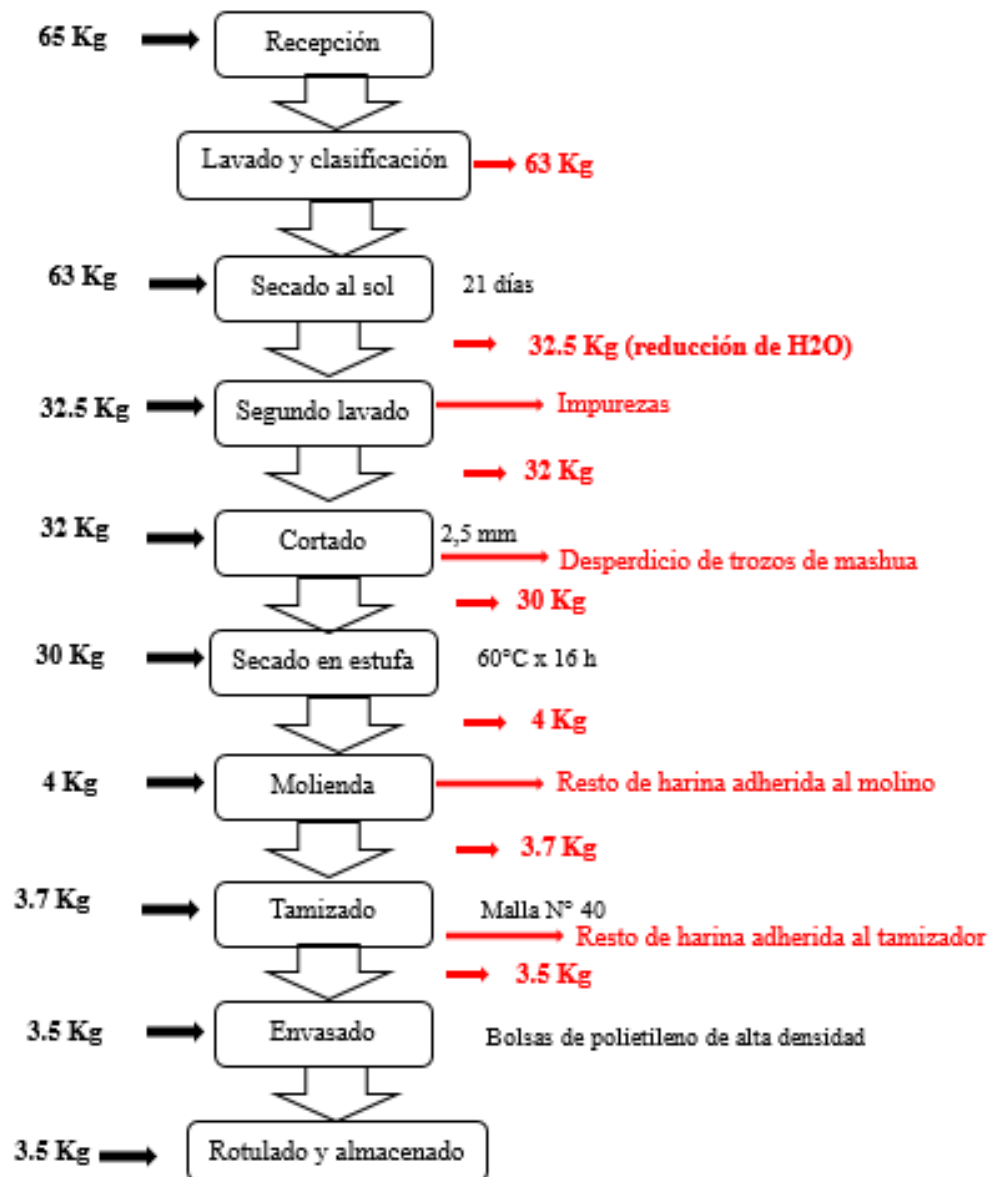 65 Kg
Recepción
Lavado y clasificación
63 Kg
63 Kg
Secado al sol
21 días
32.5 Kg (reducción de H2O)
32.5 Kg
Segundo lavado
Impurezas
32 Kg
32 Kg
Cortado
2,5 mm
Desperdicio de trozos de mashua
30 Kg
30 Kg
Secado en estufa
60°C x 16 h
4 Kg
4 Kg
Molienda
Resto de harina adherida al molino
3.7 Kg
3.7 Kg
Tamizado
Malla N° 40
Resto de harina adherida al tamizador
3.5 Kg
3.5 Kg
Envasado
Bolsas de polietileno de alta densidad
3.5 Kg
Rotulado y almacenado